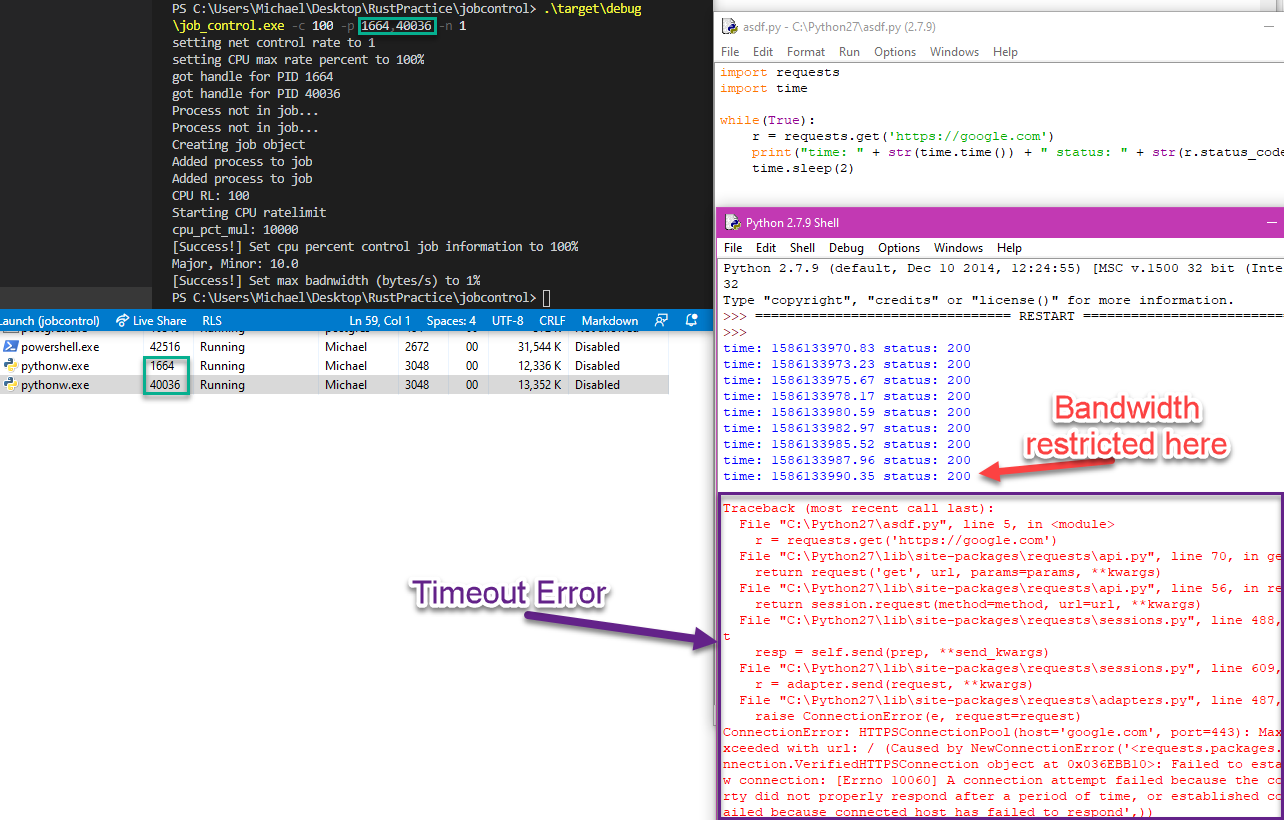 PS C:\Users\Michael\Desktop\RustPractice\jobcontrol> .\target\debug
\job_control.exe -c 100 -p 1664,40036 -n 1
setting net control rate to 1
setting CPU max rate percent to 100%
got handle for PID 1664
got handle for PID 40036
Process not in job...
Process not in job...
Creating job object
Added process to job
Added process to job
CPU RL: 100
Starting CPU ratelimit
cpu_pct_mul: 10000
[Success!] Set cpu percent control job information to 100%
Major, Minor: 10.0
[Success!] Set max badnwidth (bytes/s) to 1%
PS C:\Users\Michael\Desktop\RustPractice\jobcontrol>
aunch (jobcontrol) Live Share RLS Ln 59, Col 1 Spaces: 4 UTF-8 CRLF Markdown
powershell.exe 42516 Running Michael 2672 00 31,544 K Disabled
pythonw.exe 1664 Running Michael 3048 00 12,336 K Disabled
pythonw.exe 40036 Running Michael 3048 00 13,352 K Disabled
Timeout Error
asdf.py - C:\Python27\asdf.py (2.7.9)
File Edit Format Run Options Windows Help
import requests
import time
while(True):
r = requests.get('https://google.com')
print("time: " + str(time.time()) + " status: " + str(r.status_code
time.sleep(2)
Python 2.7.9 Shell
File Edit Shell Debug Options Windows Help
Python 2.7.9 (default, Dec 10 2014, 12:24:55) [MSC v.1500 32 bit (Inte
32
Type "copyright", "credits" or "license()" for more information.
>>> ================================ RESTART =========================
>>>
time: 1586133970.83 status: 200
time: 1586133973.23 status: 200
time: 1586133975.67 status: 200
time: 1586133978.17 status: 200
time: 1586133980.59 status: 200
time: 1586133982.97 status: 200
time: 1586133985.52 status: 200
time: 1586133987.96 status: 200
time: 1586133990.35 status: 200
Bandwidth
restricted here
Traceback (most recent call last):
File "C:\Python27\asdf.py", line 5, in <module>
r = requests.get('https://google.com')
File "C:\Python27\lib\site-packages\requests\api.py", line 70, in ge
return request('get', url, params=params, **kwargs)
File "C:\Python27\lib\site-packages\requests\api.py", line 56, in re
return session.request(method=method, url=url, **kwargs)
File "C:\Python27\lib\site-packages\requests\sessions.py", line 488,
t
resp = self.send(prep, **send_kwargs)
File "C:\Python27\lib\site-packages\requests\sessions.py", line 609,
r = adapter.send(request, **kwargs)
File "C:\Python27\lib\site-packages\requests\adapters.py", line 487,
raise ConnectionError(e, request=request)
ConnectionError: HTTPSConnectionPool(host='google.com', port=443): Max
xceeded with url: / (Caused by NewConnectionError('<requests.packages.
nnection.VerifiedHTTPSConnection object at 0x036EBB10>: Failed to esta
w connection: [Errno 10060] A connection attempt failed because the co
rty did not properly respond after a period of time, or established co
ailed because connected host has failed to respond',))